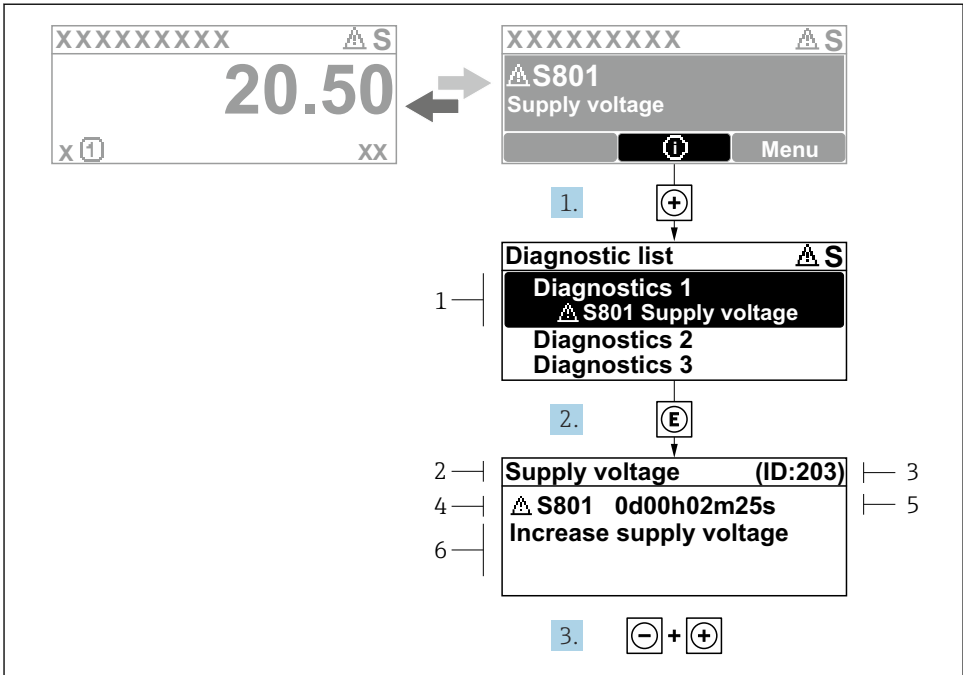 XXXXXXXXX ⚠ S
20.50
x 1 XX
XXXXXXXXX ⚠ S
⚠ S801
Supply voltage
i Menu
1. +
Diagnostic list ⚠ S
1
Diagnostics 1
⚠ S801 Supply voltage
Diagnostics 2
Diagnostics 3
2. E
2 Supply voltage (ID:203) 3
4 ⚠ S801 0d00h02m25s 5
6 Increase supply voltage
3. - + +